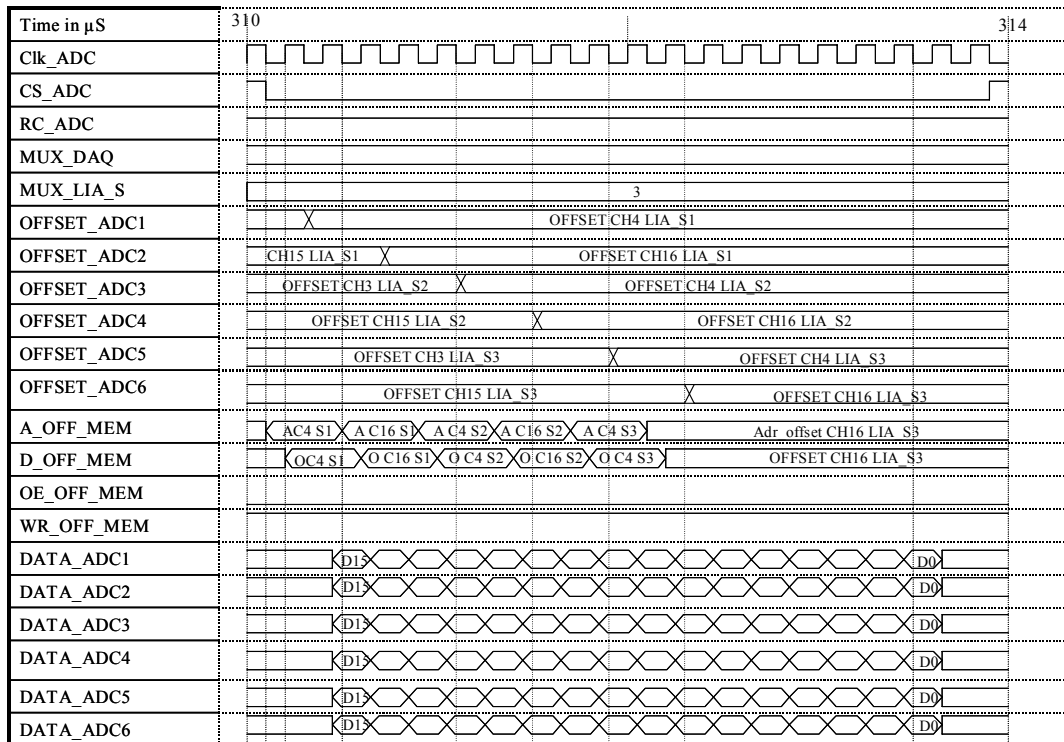 Time in µS 310 314
Clk_ADC
CS_ADC
RC_ADC
MUX_DAQ
MUX_LIA_S 3
OFFSET_ADC1 OFFSET CH4 LIA_S1
OFFSET_ADC2 CH15 LIA_S1 OFFSET CH16 LIA_S1
OFFSET_ADC3 OFFSET CH3 LIA_S2 OFFSET CH4 LIA_S2
OFFSET_ADC4 OFFSET CH15 LIA_S2 OFFSET CH16 LIA_S2
OFFSET_ADC5 OFFSET CH3 LIA_S3 OFFSET CH4 LIA_S3
OFFSET_ADC6 OFFSET CH15 LIA_S3 OFFSET CH16 LIA_S3
A_OFF_MEM AC4 S1 A C16 S1 A C4 S2 A C16 S2 A C4 S3 Adr_offset CH16 LIA_S3
D_OFF_MEM OC4 S1 O C16 S1 O C4 S2 O C16 S2 O C4 S3 OFFSET CH16 LIA_S3
OE_OFF_MEM
WR_OFF_MEM
DATA_ADC1 D15 D0
DATA_ADC2 D15 D0
DATA_ADC3 D15 D0
DATA_ADC4 D15 D0
DATA_ADC5 D15 D0
DATA_ADC6 D15 D0